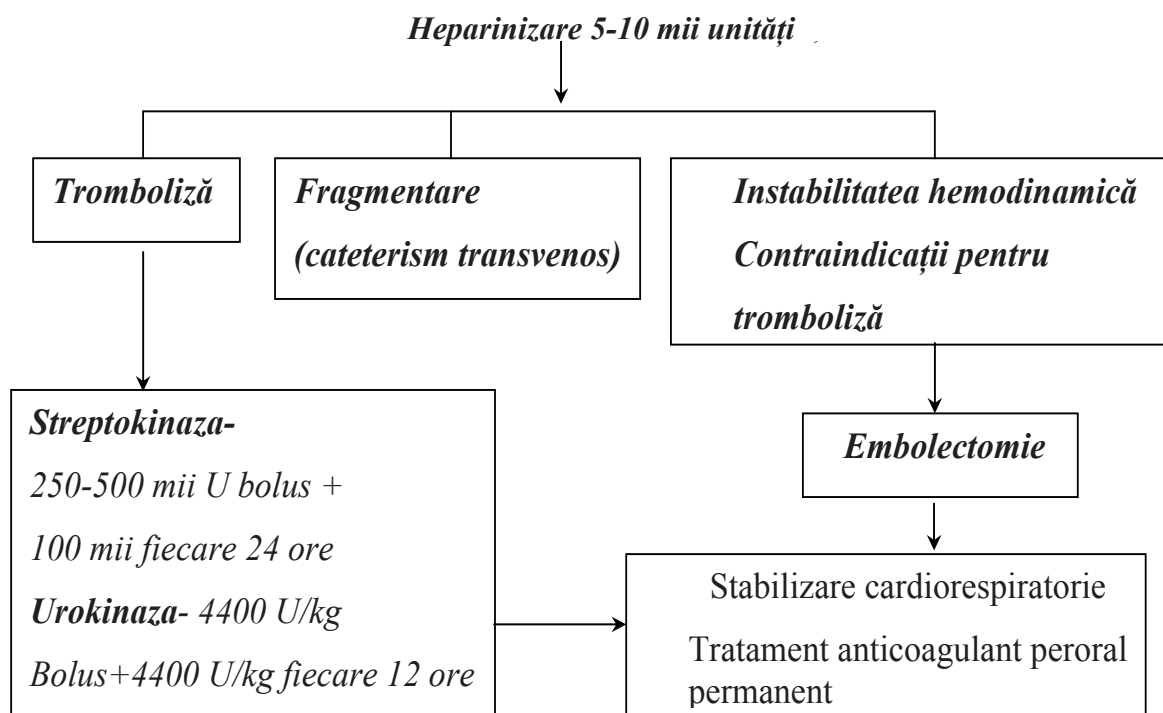 Heparinizare 5-10 mii unități
Tromboliză
Fragmentare
(cateterism transvenos)
Instabilitatea hemodinamică
Contraindicații pentru
tromboliză
Streptokinaza-
250-500 mii U bolus +
100 mii fiecare 24 ore
Urokinaza- 4400 U/kg
Bolus+4400 U/kg fiecare 12 ore
Embolectomie
Stabilizare cardiorespiratorie
Tratament anticoagulant peroral
permanent